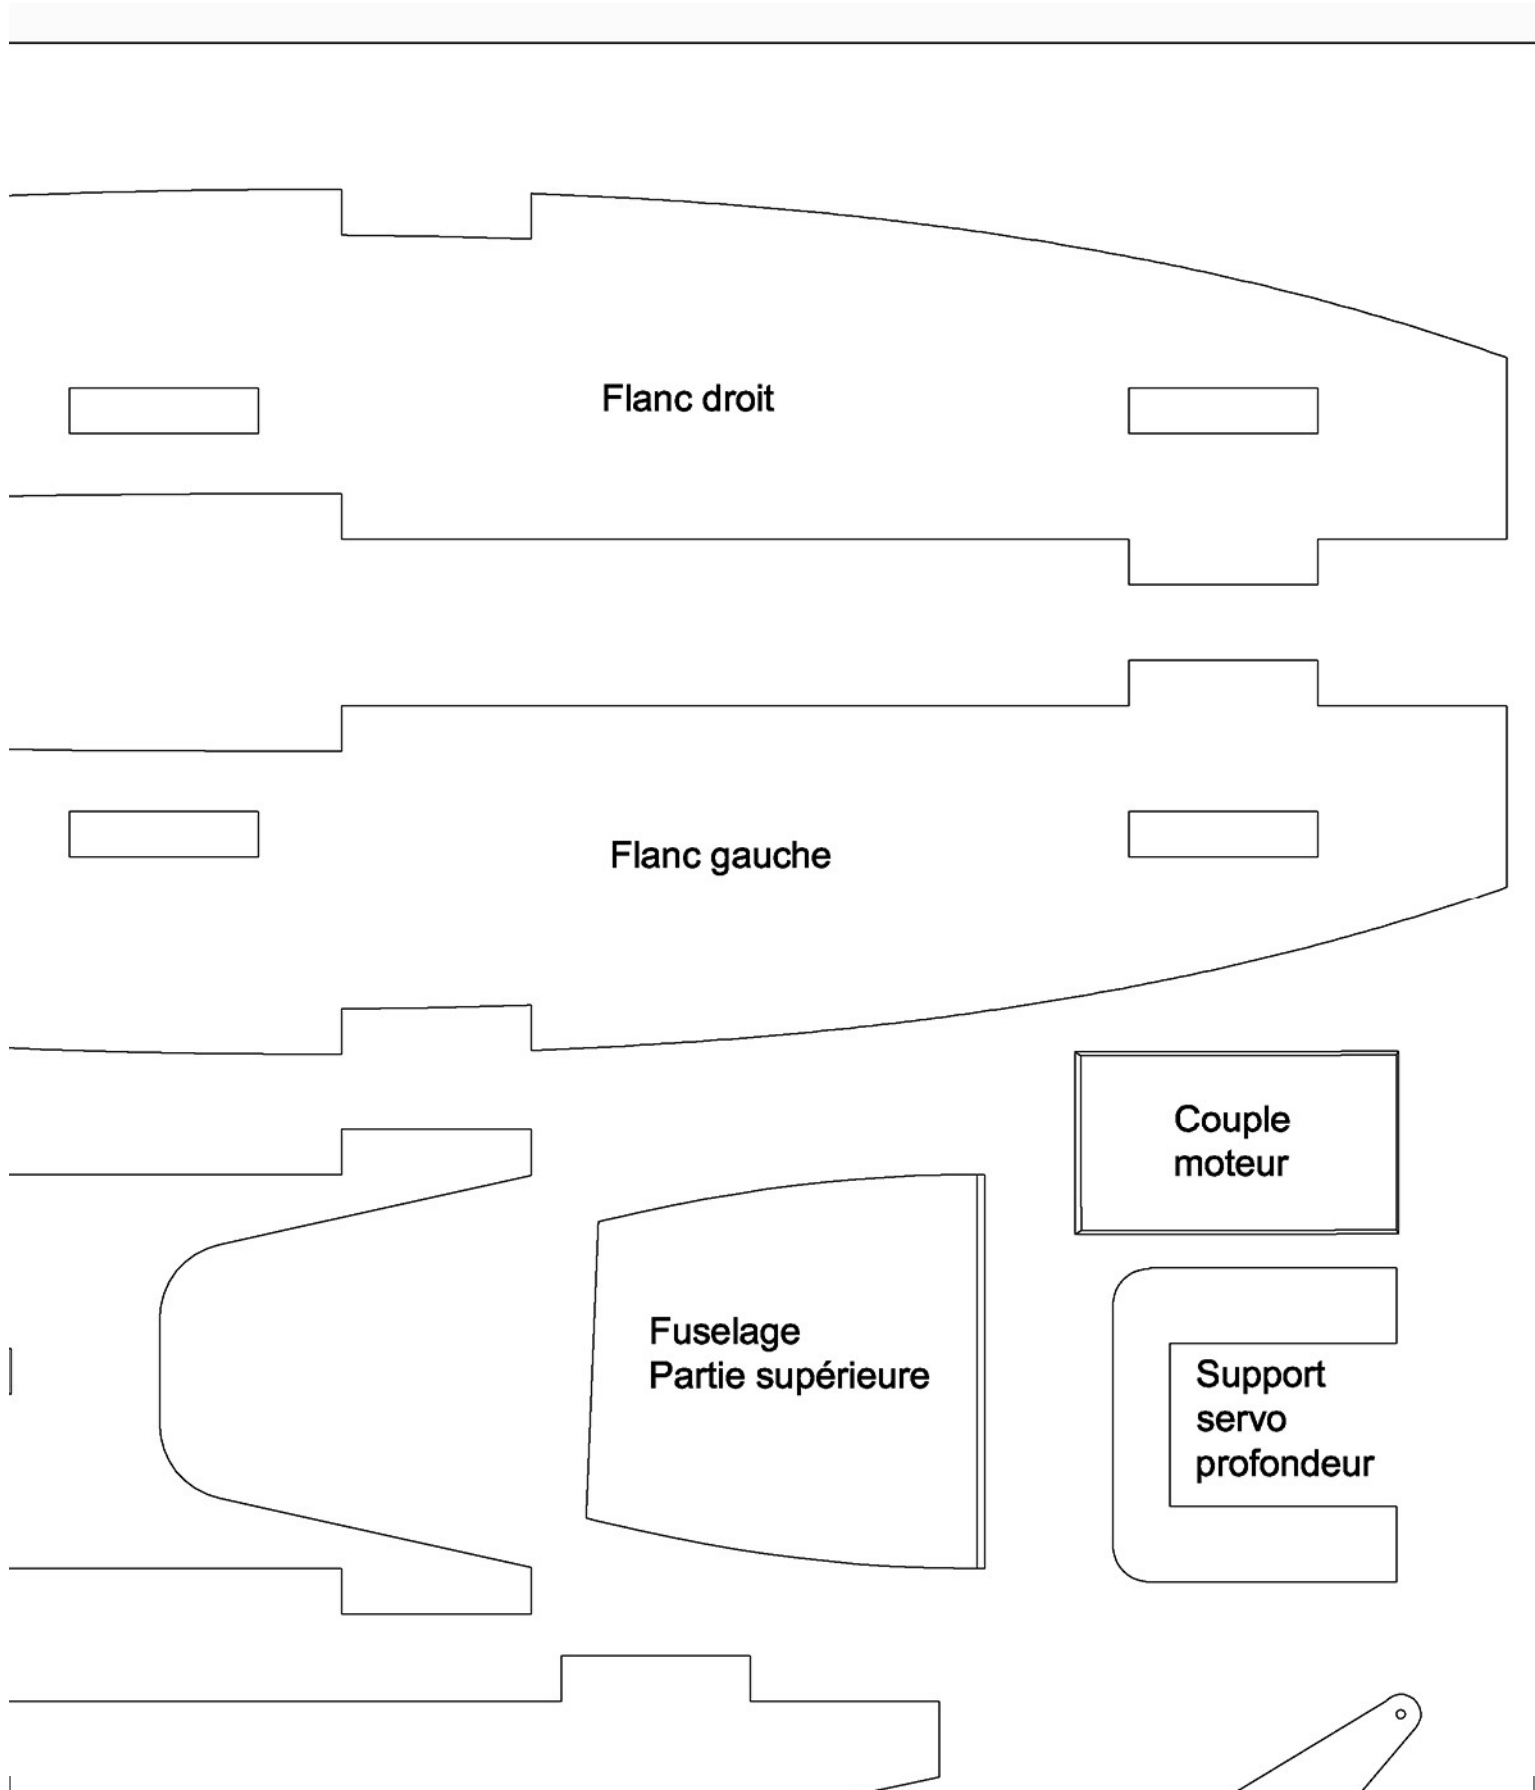 Flanc droit
Flanc gauche
Couple
moteur
Fuselage
Partie supérieure
Support
servo
profondeur